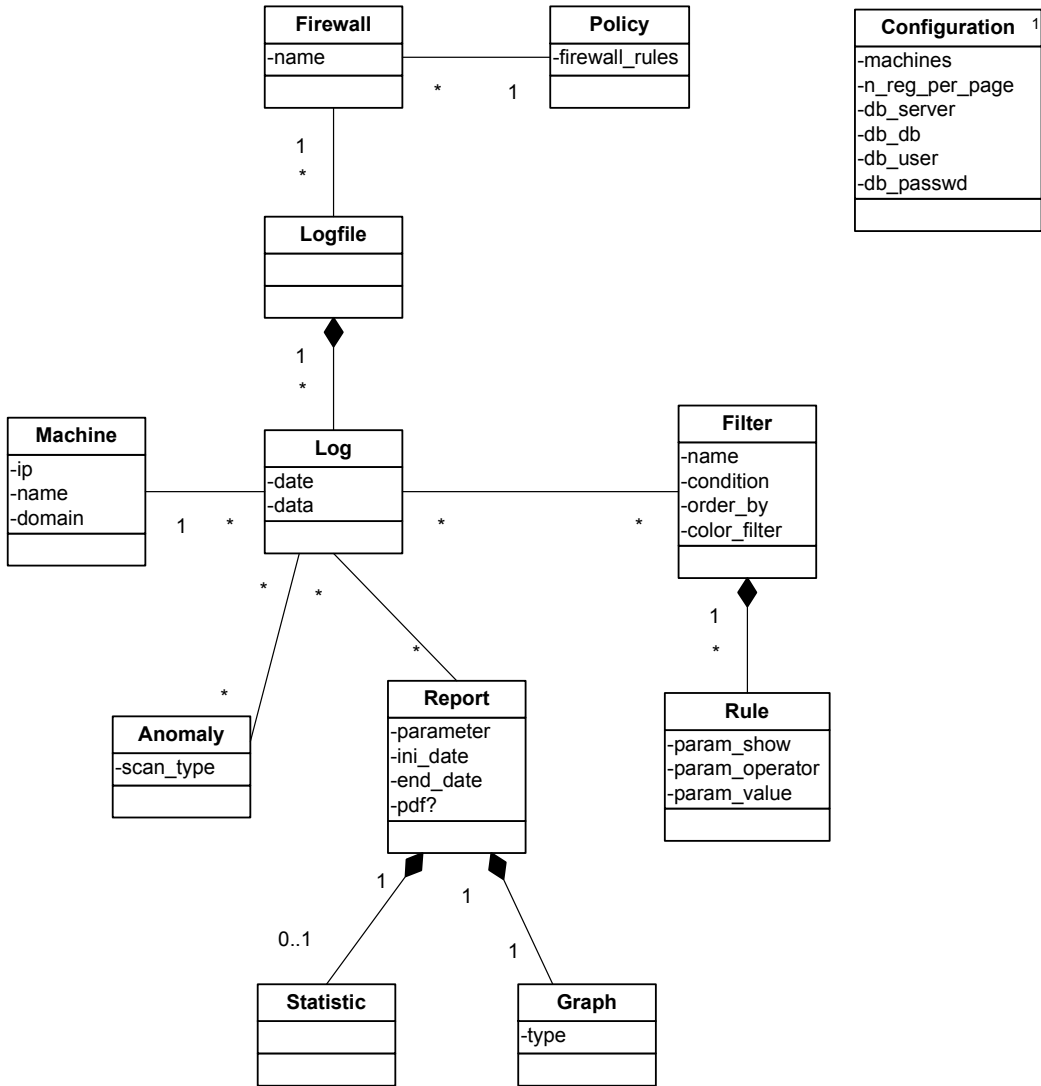 Firewall
-name
Policy
-firewall_rules
Configuration 1
-machines
-n_reg_per_page
-db_server
-db_db
-db_user
-db_passwd
* 1
1
*
Logfile
1
*
Machine
-ip
-name
-domain
Log
-date
-data
Filter
-name
-condition
-order_by
-color_filter
1 *
* *
* *
1
*
*
*
Anomaly
-scan_type
Report
-parameter
-ini_date
-end_date
-pdf?
Rule
-param_show
-param_operator
-param_value
1
1
0..1
1
Statistic
Graph
-type